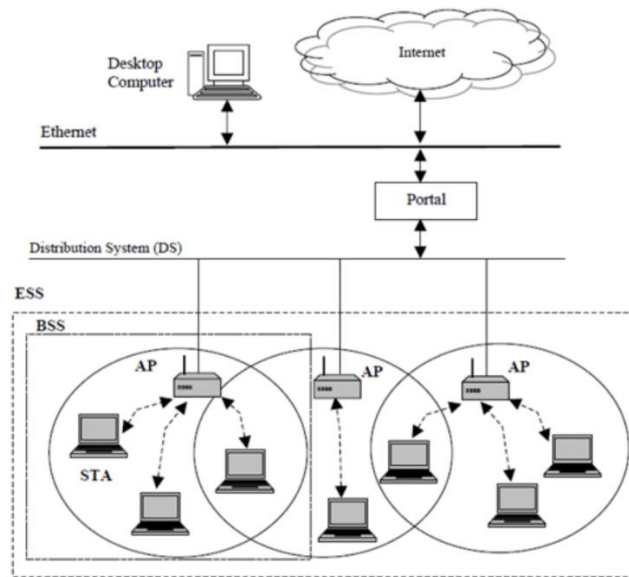 Desktop
Computer
Internet
Ethernet
Portal
Distribution System (DS)
ESS
BSS
AP
AP
AP
STA